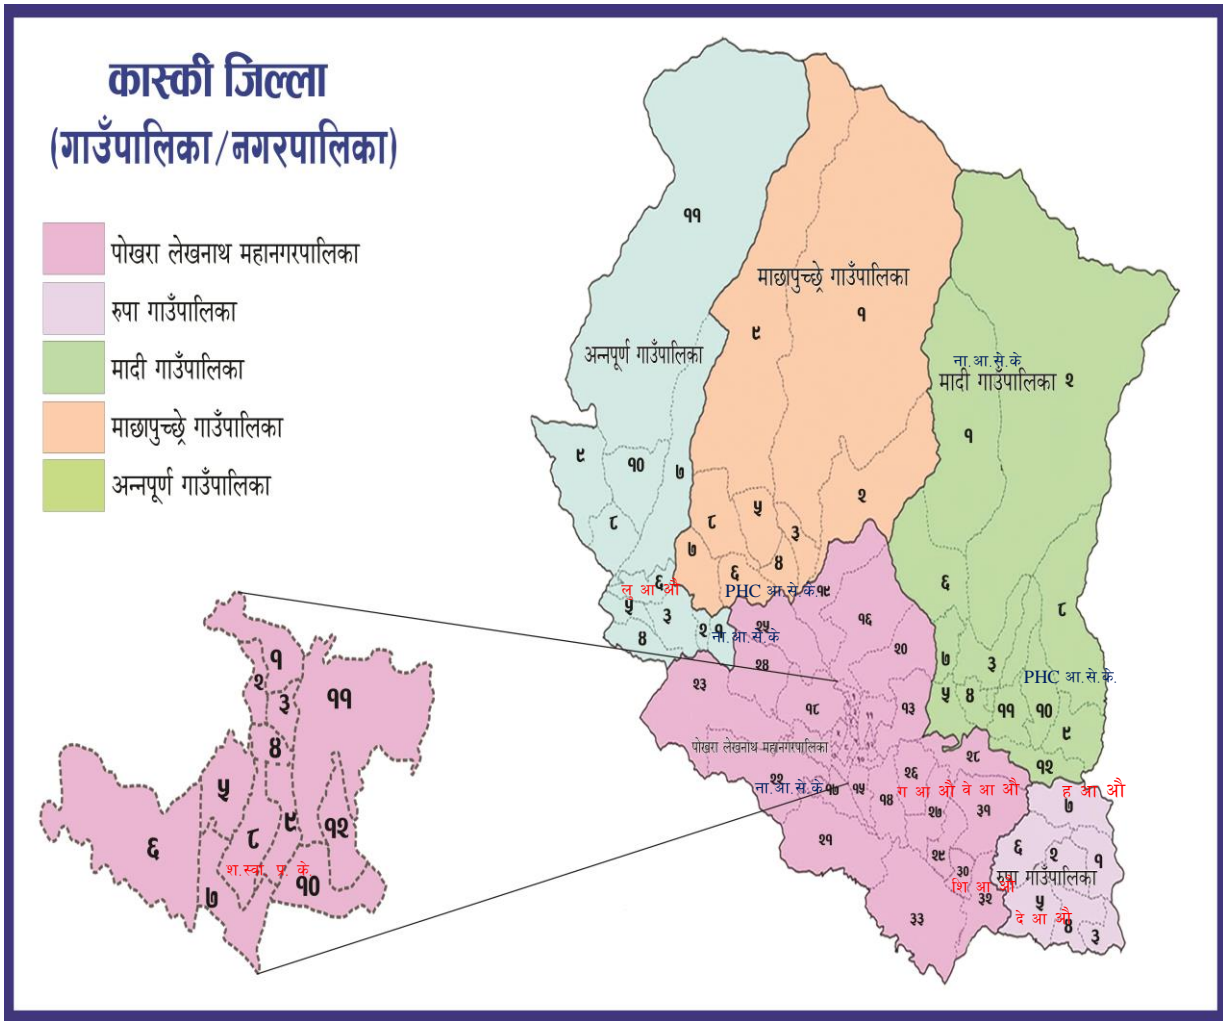 कास्की जिल्ला
(गाउँपालिका/नगरपालिका)
पोखरा लेखनाथ महानगरपालिका
रुपा गाउँपालिका
मादी गाउँपालिका
माछापुच्छ्रे गाउँपालिका
अन्नपूर्ण गाउँपालिका
११
माछापुच्छ्रे गाउँपालिका
१
९
अन्नपूर्ण गाउँपालिका
ना.आ.से.के
मादी गाउँपालिका २
१
९
१०
७
८
८
५
३
२
७
६
४
६
लु आ औ
५
३
४
२
१
ना.आ.से.के
PHC आ.से.के.
१९
२५
१६
२४
२०
२३
१८
१३
६
८
७
३
५
४
PHC आ.से.के.
११
१०
९
१२
पोखरा लेखनाथ महानगरपालिका
२८
२२
ना.आ.से.के
१७
१५
१४
२६
ग आ औ
वे आ औ
२७
३१
ह आ औ
७
२१
२९
३०
६
२
१
रुपा गाउँपालिका
शि आ औ
३२
५
दे आ औ
४
३
३३
१
२
३
११
४
५
८
९
१२
६
श.स्वा. प्र. के.
७
१०